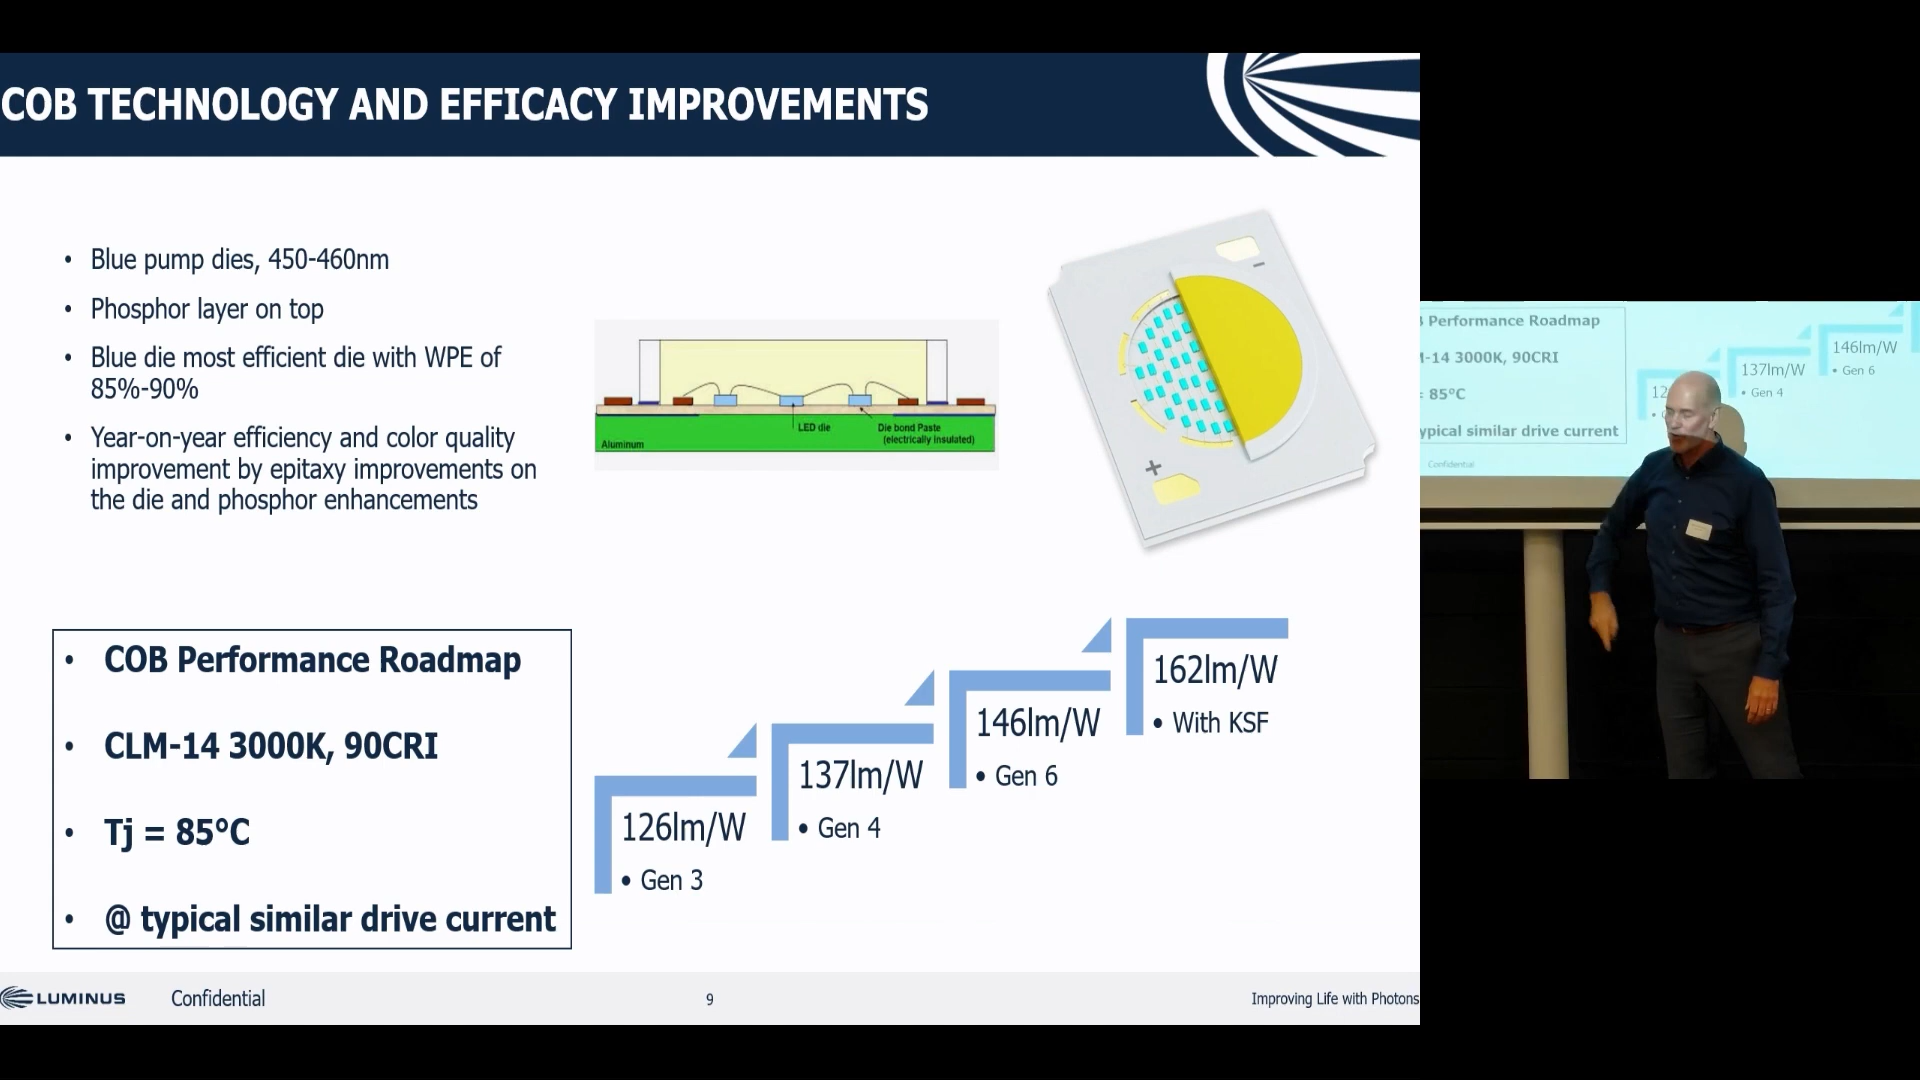 COB TECHNOLOGY AND EFFICACY IMPROVEMENTS
• Blue pump dies, 450-460nm
• Phosphor layer on top
• Blue die most efficient die with WPE of
85%-90%
• Year-on-year efficiency and color quality
improvement by epitaxy improvements on
the die and phosphor enhancements
LED die
Die bond Paste
(electrically insulated)
Aluminum
−
+
• COB Performance Roadmap
• CLM-14 3000K, 90CRI
• Tj = 85°C
• @ typical similar drive current
126lm/W
• Gen 3
137lm/W
• Gen 4
146lm/W
• Gen 6
162lm/W
• With KSF
LUMINUS
Confidential
9
Improving Life with Photons
Performance Roadmap
-14 3000K, 90CRI
85°C
ypical similar drive current
Confidential
12
137lm/W
• Gen 4
146lm/W
• Gen 6